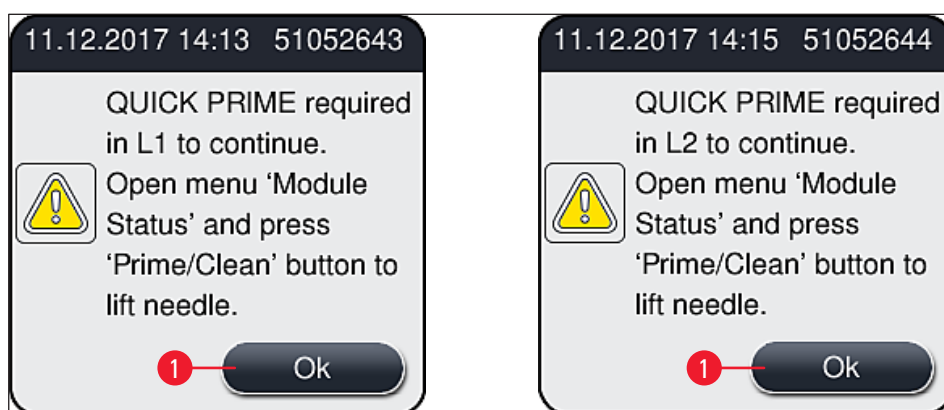 11.12.2017 14:13 51052643
QUICK PRIME required
in L1 to continue.
Open menu ‘Module
Status’ and press
‘Prime/Clean’ button to
lift needle.
1
Ok
11.12.2017 14:15 51052644
QUICK PRIME required
in L2 to continue.
Open menu ‘Module
Status’ and press
‘Prime/Clean’ button to
lift needle.
1
Ok